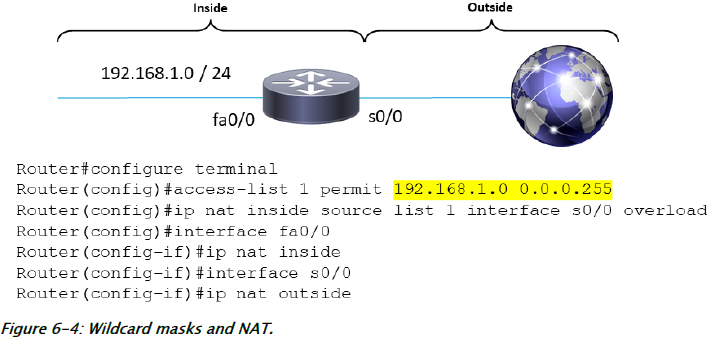 Inside
Outside
192.168.1.0 / 24
fa0/0
s0/0
Router#configure terminal
Router(config)#access-list 1 permit 192.168.1.0 0.0.0.255
Router(config)#ip nat inside source list 1 interface s0/0 overload
Router(config)#interface fa0/0
Router(config-if)#ip nat inside
Router(config-if)#interface s0/0
Router(config-if)#ip nat outside
Figure 6-4: Wildcard masks and NAT.